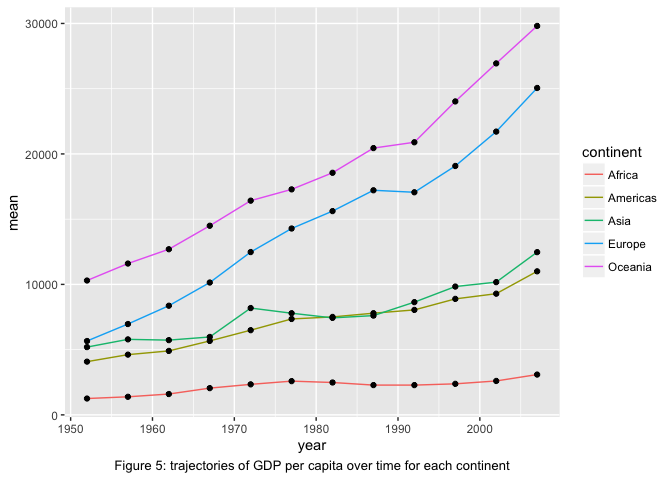 30000
20000
10000
0
mean
1950
1960
1970
1980
1990
2000
year
continent
Africa
Americas
Asia
Europe
Oceania
Figure 5: trajectories of GDP per capita over time for each continent